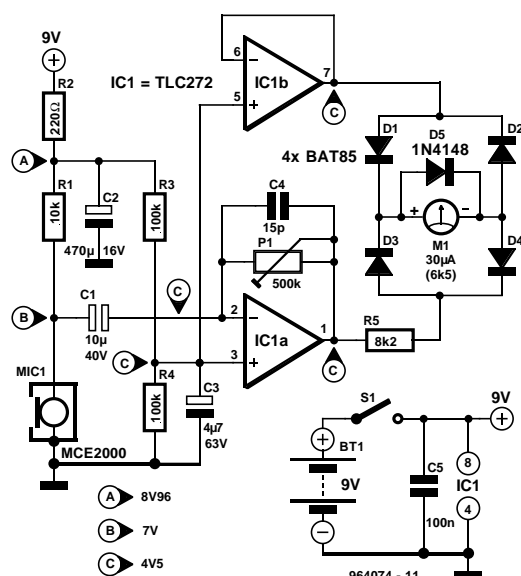 9V
+
R2
220Ω
A
R1
10k
C2
470µ 16V
R3
100k
B
C1
10µ
40V
C
C
MIC1
MCE2000
R4
100k
C3
4µ7
63V
A 8V96
B 7V
C 4V5
IC1 = TLC272
6
5
7
IC1b
C
C4
15p
P1
500k
2
3
1
IC1a
C
R5
8k2
4x BAT85
D1
D2
D5
1N4148
+
−
M1
30µA
(6k5)
D3
D4
S1
9V
+
BT1
9V
C5
100n
8
IC1
4
964074 - 11